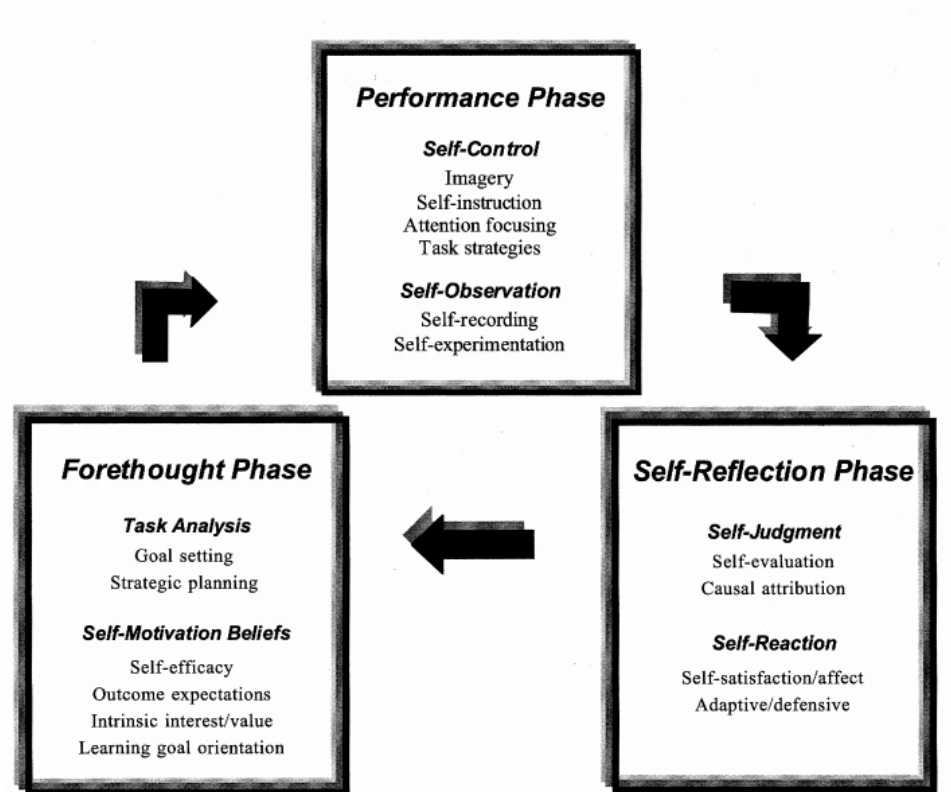 Performance Phase
Self-Control
Imagery
Self-instruction
Attention focusing
Task strategies
Self-Observation
Self-recording
Self-experimentation
Forethought Phase
Task Analysis
Goal setting
Strategic planning
Self-Motivation Beliefs
Self-efficacy
Outcome expectations
Intrinsic interest/value
Learning goal orientation
Self-Reflection Phase
Self-Judgment
Self-evaluation
Causal attribution
Self-Reaction
Self-satisfaction/affect
Adaptive/defensive